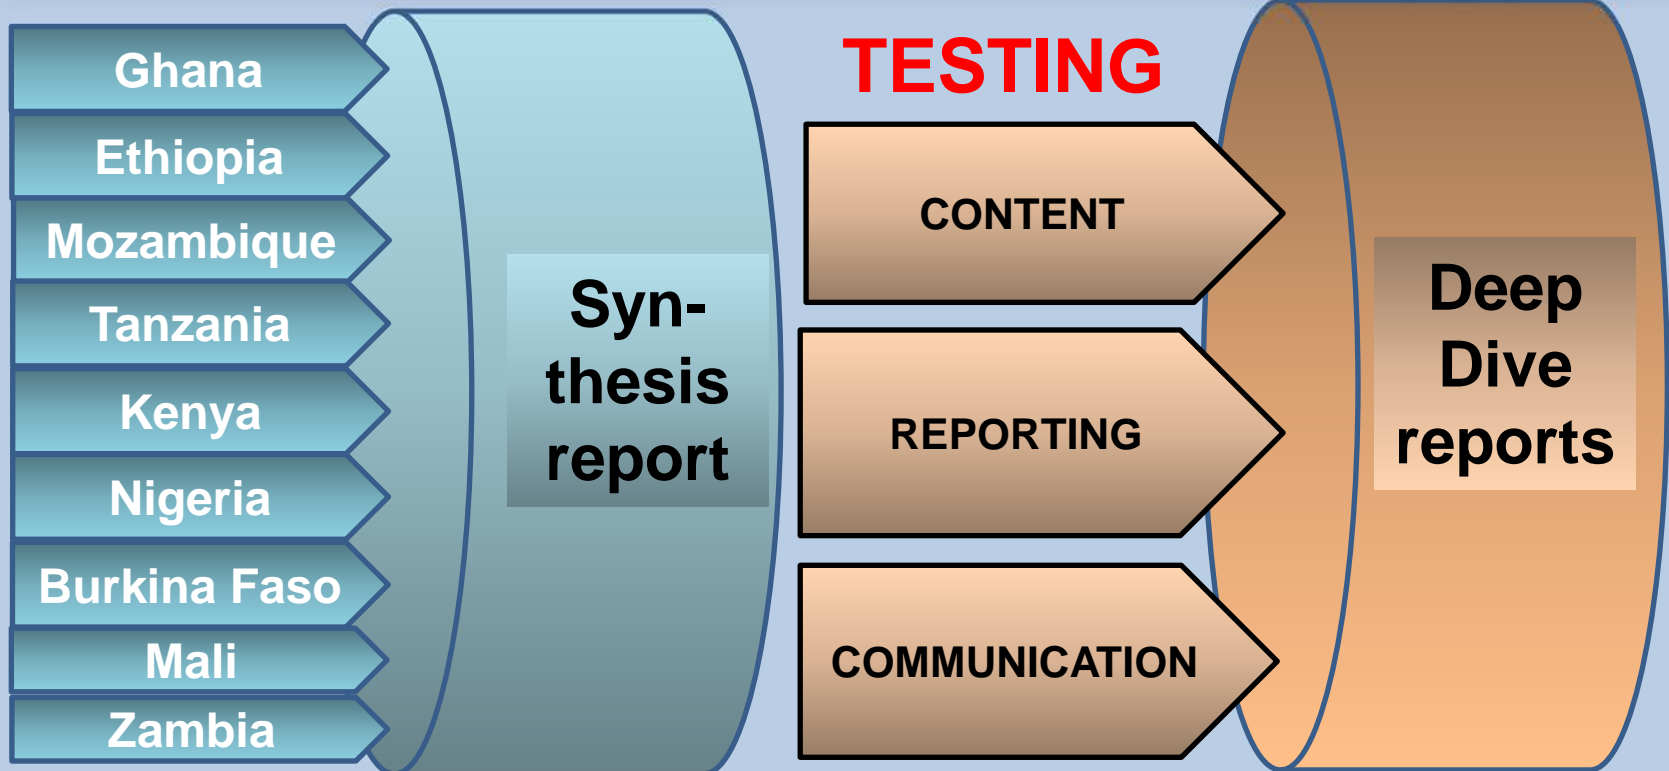 Ghana
Ethiopia
Mozambique
Tanzania
Kenya
Nigeria
Burkina Faso
Mali
Zambia
Syn-
thesis
report
TESTING
CONTENT
REPORTING
COMMUNICATION
Deep
Dive
reports